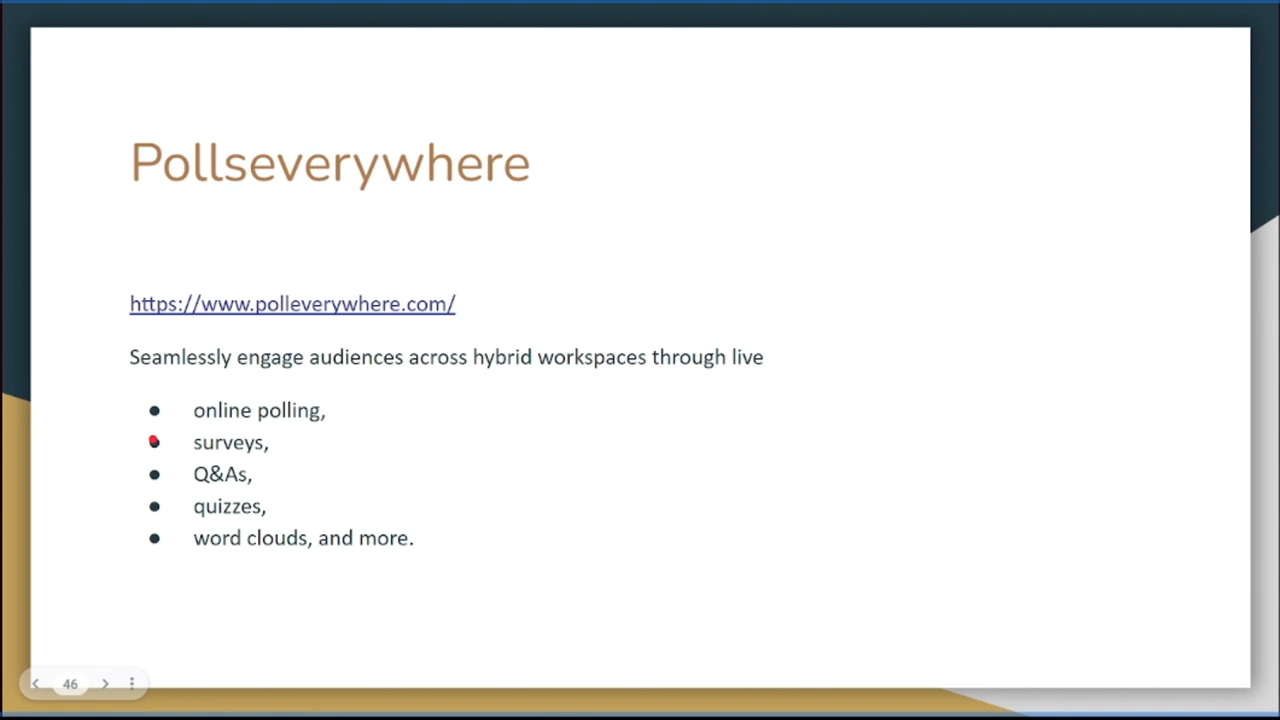 Pollseverywhere
https://www.polleverywhere.com/
Seamlessly engage audiences across hybrid workspaces through live
● online polling,
● surveys,
● Q&As,
● quizzes,
● word clouds, and more.
46